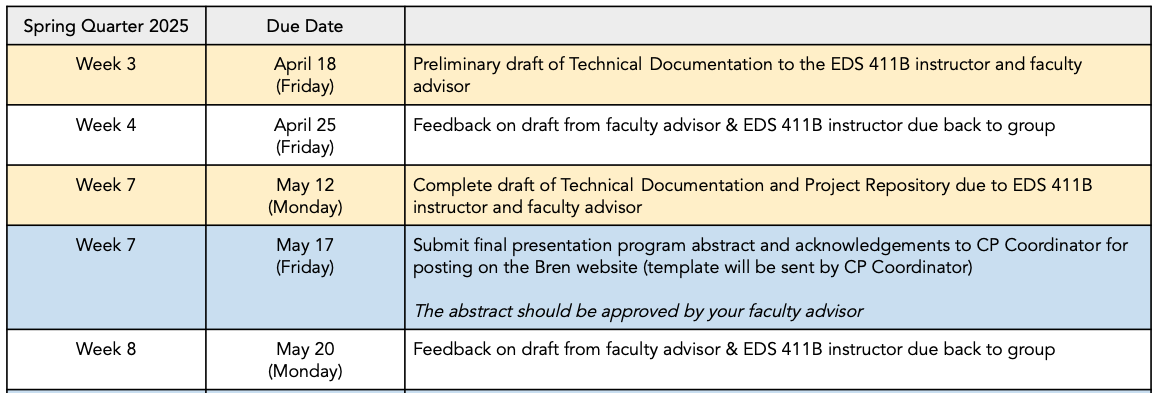 Spring Quarter 2025 Due Date
Week 3 April 18 Preliminary draft of Technical Documentation to the EDS 411B instructor and faculty
(Friday) advisor
Week 4 April 25 Feedback on draft from faculty advisor & EDS 411B instructor due back to group
(Friday)
Week 7 May 12 Complete draft of Technical Documentation and Project Repository due to EDS 411B
(Monday) instructor and faculty advisor
Week 7 May 17 Submit final presentation program abstract and acknowledgements to CP Coordinator for
(Friday) posting on the Bren website (template will be sent by CP Coordinator)
The abstract should be approved by your faculty advisor
Week 8 May 20 Feedback on draft from faculty advisor & EDS 411B instructor due back to group
(Monday)